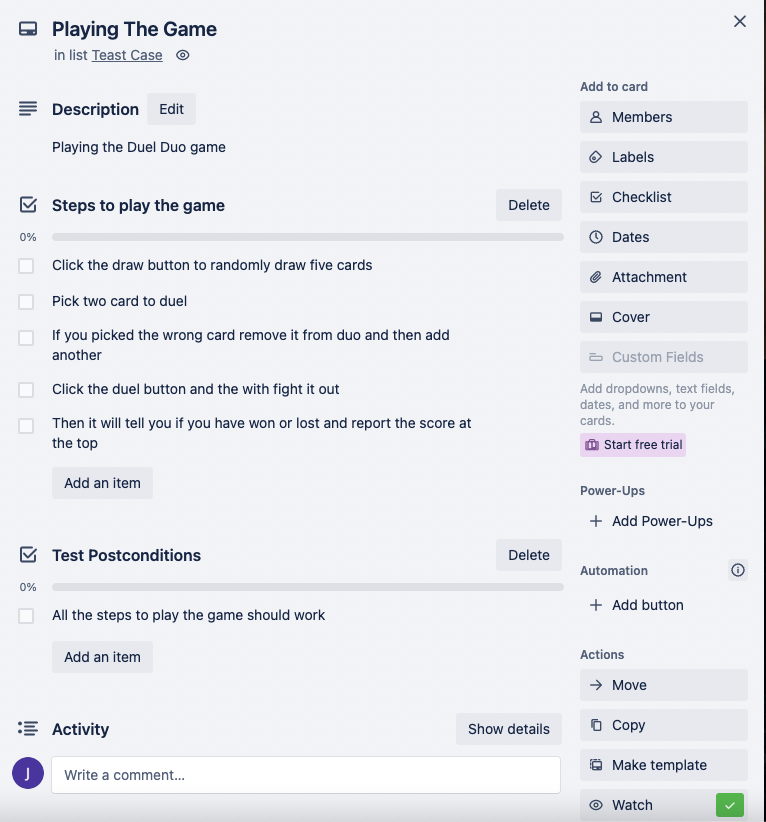 Playing The Game
in list Teast Case
Description
Edit
Playing the Duel Duo game
Steps to play the game
Delete
0%
Click the draw button to randomly draw five cards
Pick two card to duel
If you picked the wrong card remove it from duo and then add
another
Click the duel button and the with fight it out
Then it will tell you if you have won or lost and report the score at
the top
Add an item
Test Postconditions
Delete
0%
All the steps to play the game should work
Add an item
Activity
Show details
J
Write a comment...
Add to card
Members
Labels
Checklist
Dates
Attachment
Cover
Custom Fields
Add dropdowns, text fields,
dates, and more to your
cards.
Start free trial
Power-Ups
Add Power-Ups
Automation
Add button
Actions
Move
Copy
Make template
Watch